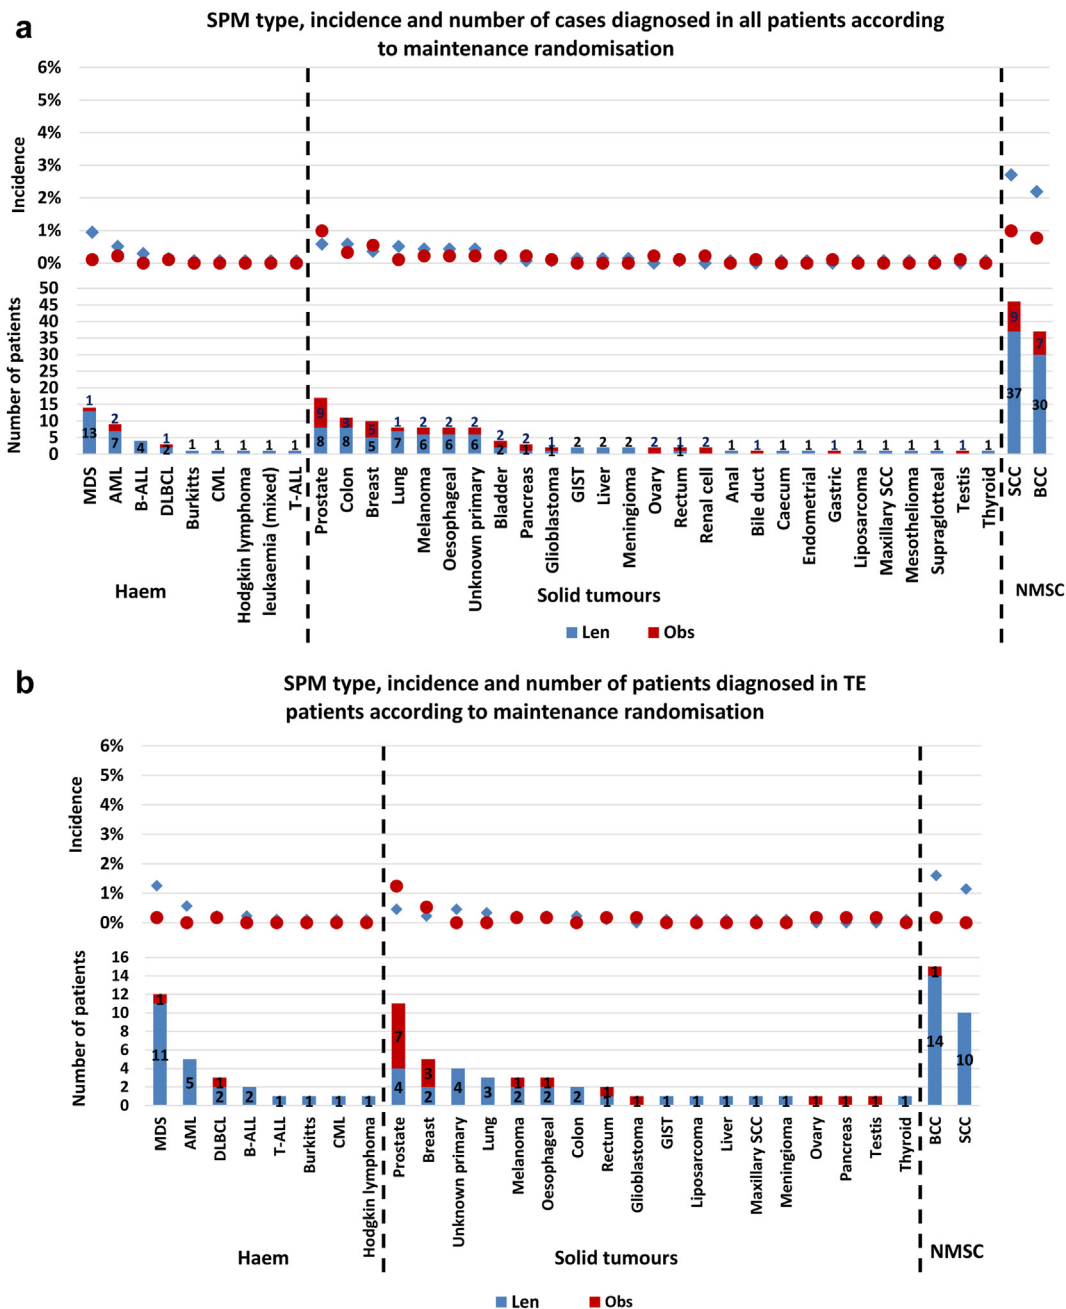 a
SPM type, incidence and number of cases diagnosed in all patients according
to maintenance randomisation
Incidence
6%
5%
4%
3%
2%
1%
0%
Number of patients
50
45
40
35
30
25
20
15
10
5
0
1 2 4 1 1 1 1 1 1
13 7 2
9 3 5 1 2 2 2 2 2 1 2 2 2 2 1 2 1 1 1 1 1 1 1 1 1 1 1
8 8 5 7 6 6 6 2 1 1 1
9 7
37 30
MDS
AML
B-ALL
DLBCL
Burkitts
CML
Hodgkin lymphoma
leukaemia (mixed)
T-ALL
Prostate
Colon
Breast
Lung
Melanoma
Oesophageal
Unknown primary
Bladder
Pancreas
Glioblastoma
GIST
Liver
Meningioma
Ovary
Rectum
Renal cell
Anal
Bile duct
Caecum
Endometrial
Gastric
Liposarcoma
Maxillary SCC
Mesothelioma
Supraglotteal
Testis
Thyroid
SCC
BCC
Haem
Solid tumours
NMSC
Len Obs
b
SPM type, incidence and number of patients diagnosed in TE
patients according to maintenance randomisation
Incidence
6%
5%
4%
3%
2%
1%
0%
Number of patients
16
14
12
10
8
6
4
2
0
1 1
11 5 2 2 1 1 1 1
7 3 1 1 1
4 2 4 3 2 2 2 1 1 1 1 1 1 1 1 1 1 1
1
14 10
MDS
AML
DLBCL
B-ALL
T-ALL
Burkitts
CML
Hodgkin lymphoma
Prostate
Breast
Unknown primary
Lung
Melanoma
Oesophageal
Colon
Rectum
Glioblastoma
GIST
Liposarcoma
Liver
Maxillary SCC
Meningioma
Ovary
Pancreas
Testis
Thyroid
BCC
SCC
Haem
Solid tumours
NMSC
Len Obs